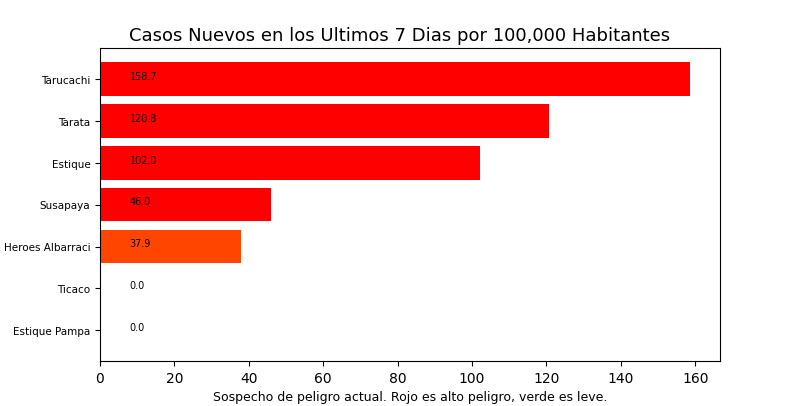 Casos Nuevos en los Ultimos 7 Dias por 100,000 Habitantes
Tarucachi 158.7
Tarata 120.8
Estique 102.0
Susapaya 46.0
Heroes Albarraci 37.9
Ticaco 0.0
Estique Pampa 0.0
0 20 40 60 80 100 120 140 160
Sospecho de peligro actual. Rojo es alto peligro, verde es leve.